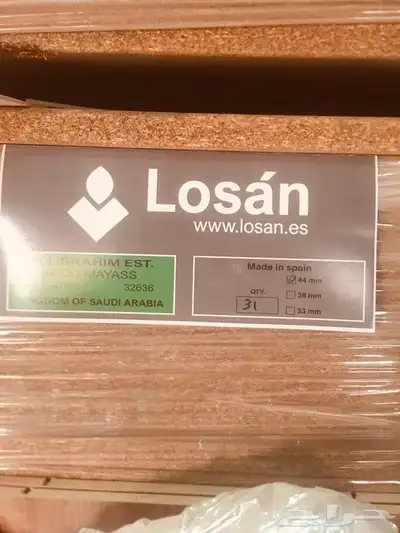 Losán
www.losan.es
IBRAHIM EST.
MAYASS
32636
KINGDOM OF SAUDI ARABIA
Made in spain
44 mm
QTY.
31
38 mm
33 mm
حراج